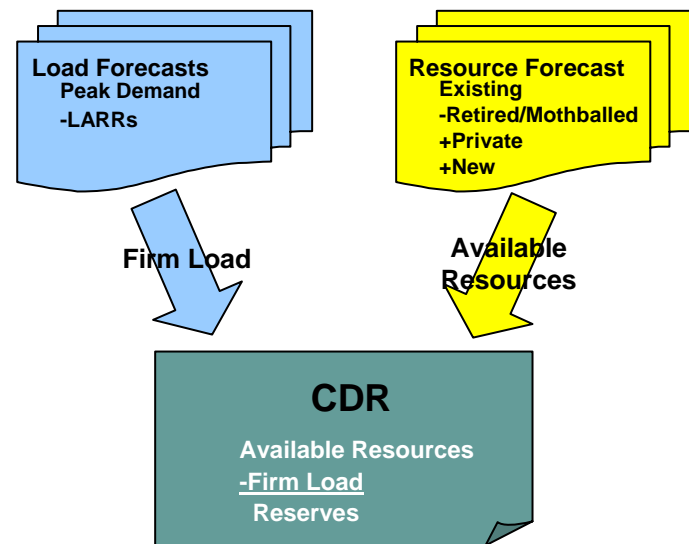 Load Forecasts
Peak Demand
-LARRs
Resource Forecast
Existing
-Retired/Mothballed
+Private
+New
Firm Load
Available
Resources
CDR
Available Resources
-Firm Load
Reserves